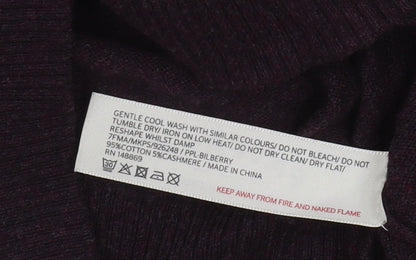 GENTLE COOL WASH WITH SIMILAR COLOURS/ DO NOT BLEACH/ DO NOT
TUMBLE DRY/ IRON ON LOW HEAT/ DO NOT DRY CLEAN/ DRY FLAT/
RESHAPE WHILST DAMP
7FMA/MKPS/926248 / PPL-BILBERRY
95%COTTON 5%CASHMERE / MADE IN CHINA
RN 148869
30
KEEP AWAY FROM FIRE AND NAKED FLAME